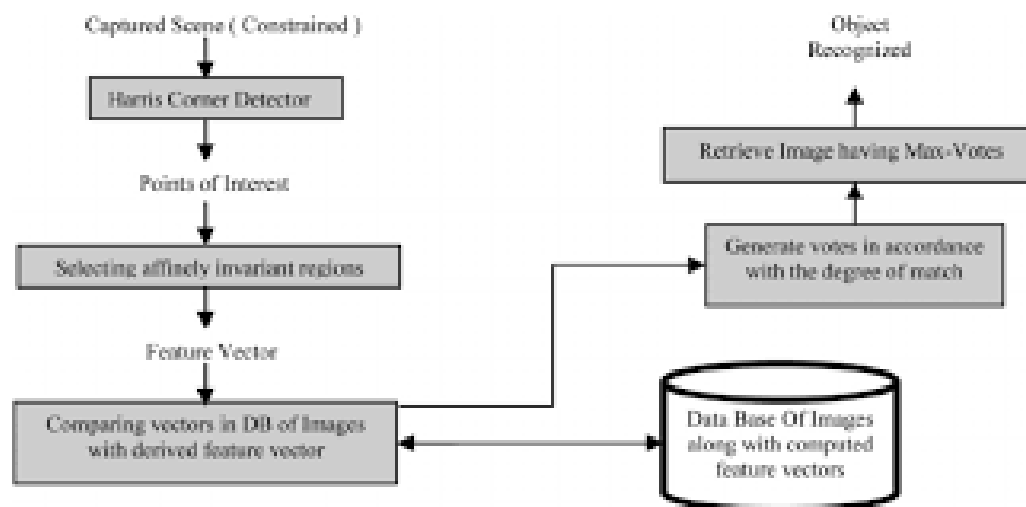 Captured Scene ( Constrained )
Harris Corner Detector
Points of Interest
Selecting affinely invariant regions
Feature Vector
Comparing vectors in DB of Images
with derived feature vector
Object
Recognized
Retrieve Image having Max-Votes
Generate votes in accordance
with the degree of match
Data Base Of Images
along with computed
feature vectors